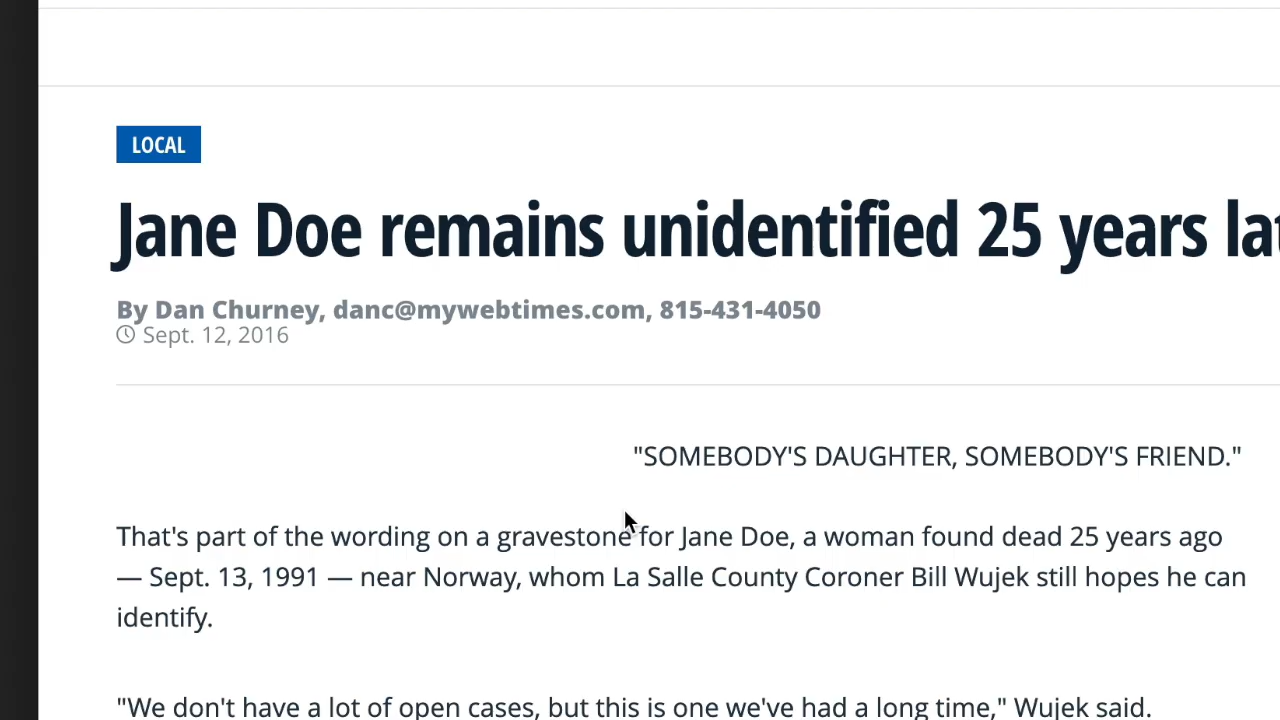 LOCAL
Jane Doe remains unidentified 25 years
By Dan Churney, danc@mywebtimes.com, 815-431-4050
Sept. 12, 2016
"SOMEBODY'S DAUGHTER, SOMEBODY'S FRIEND."
That's part of the wording on a gravestone for Jane Doe, a woman found dead 25 years ago
— Sept. 13, 1991 — near Norway, whom La Salle County Coroner Bill Wujek still hopes he can
identify.
"We don't have a lot of open cases, but this is one we've had a long time," Wujek said.